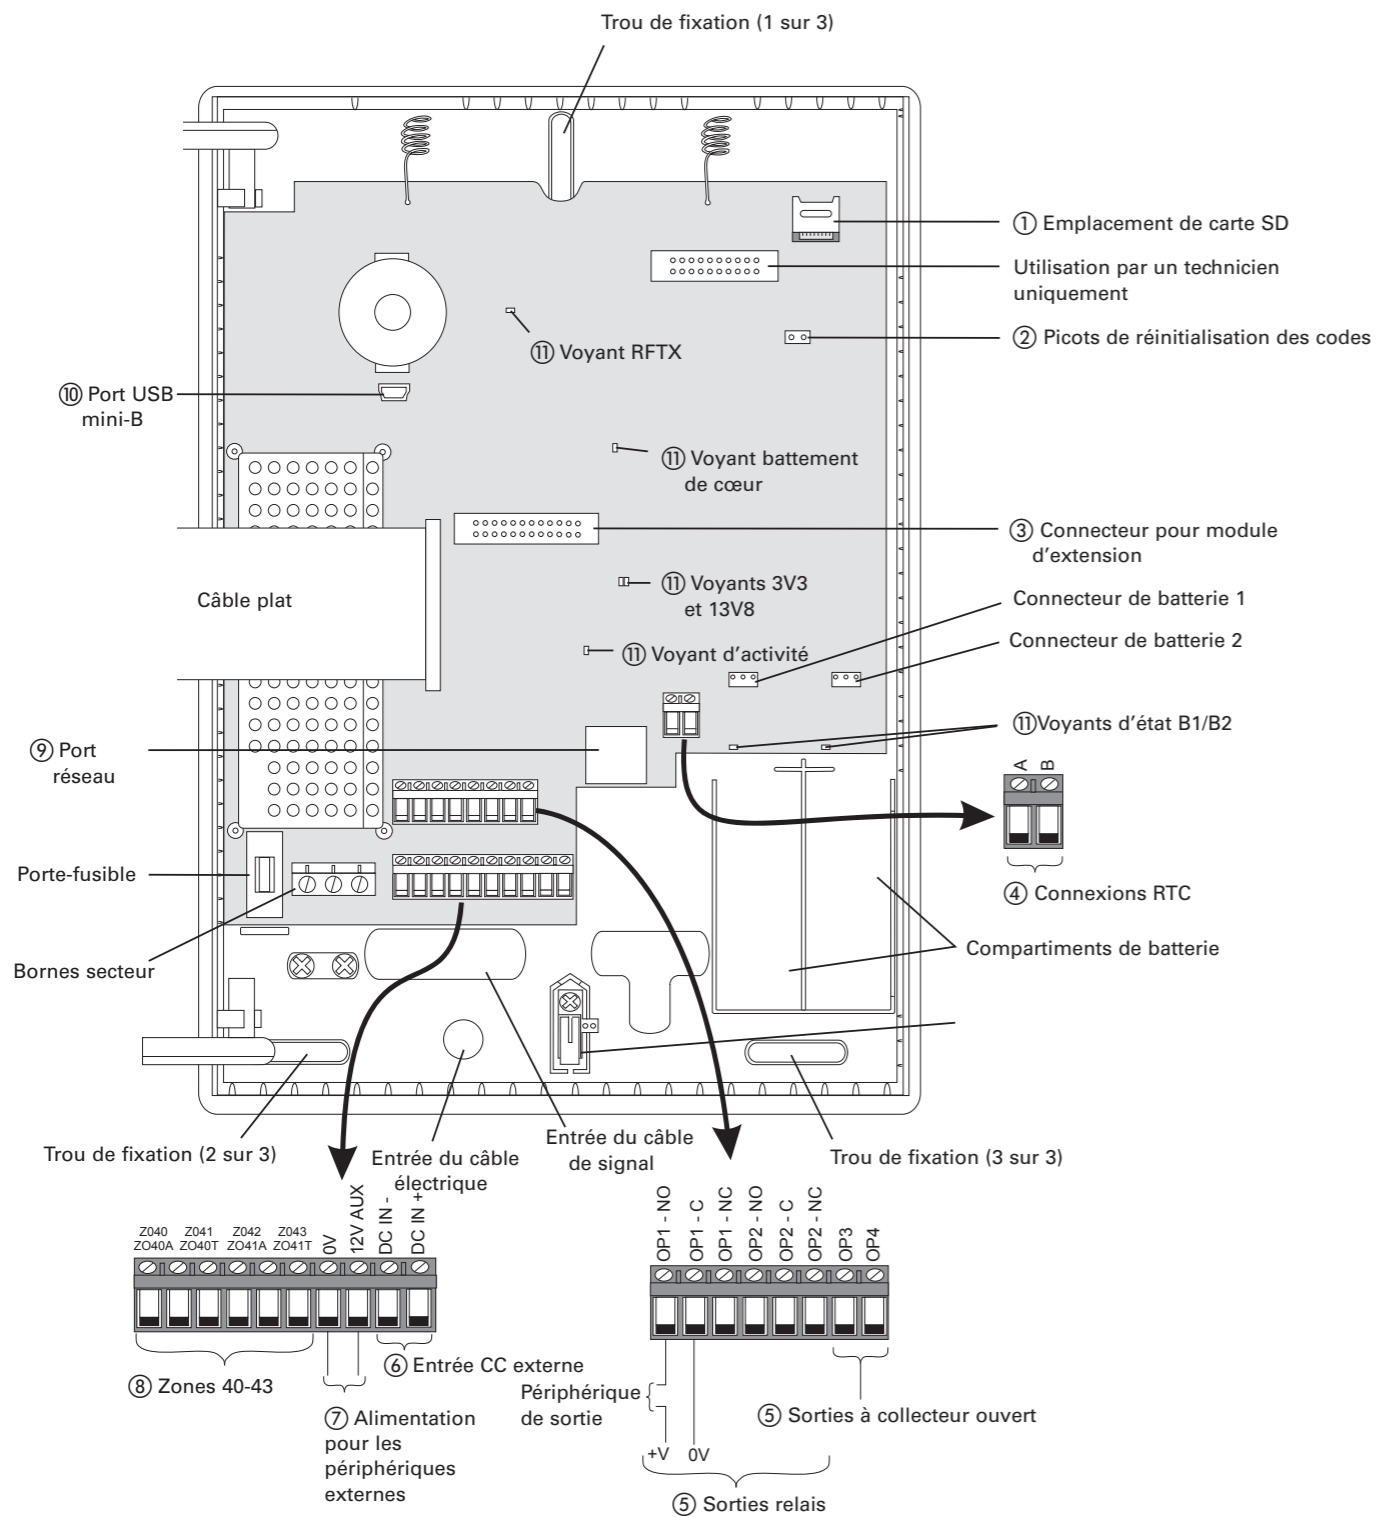 Trou de fixation (1 sur 3)
① Emplacement de carte SD
Utilisation par un technicien
uniquement
② Picots de réinitialisation des codes
⑪ Voyant RFTX
⑩ Port USB
mini-B
⑪ Voyant battement
de cœur
③ Connecteur pour module
d'extension
⑪ Voyants 3V3
et 13V8
Câble plat
Connecteur de batterie 1
Connecteur de batterie 2
⑪ Voyant d'activité
⑪Voyants d'état B1/B2
⑨ Port
réseau
A
B
Porte-fusible
④ Connexions RTC
Bornes secteur
Compartiments de batterie
Trou de fixation (2 sur 3)
Entrée du câble
électrique
Entrée du câble
de signal
Trou de fixation (3 sur 3)
Z040 Z041 Z042 Z043
ZO40A ZO40T ZO41A ZO41T
0V
12V AUX
DC IN -
DC IN +
OP1 - NO
OP1 - C
OP1 - NC
OP2 - NO
OP2 - C
OP2 - NC
OP3
OP4
⑧ Zones 40-43
⑥ Entrée CC externe
⑦ Alimentation
pour les
périphériques
externes
Périphérique
de sortie
⑤ Sorties à collecteur ouvert
+V 0V
⑤ Sorties relais